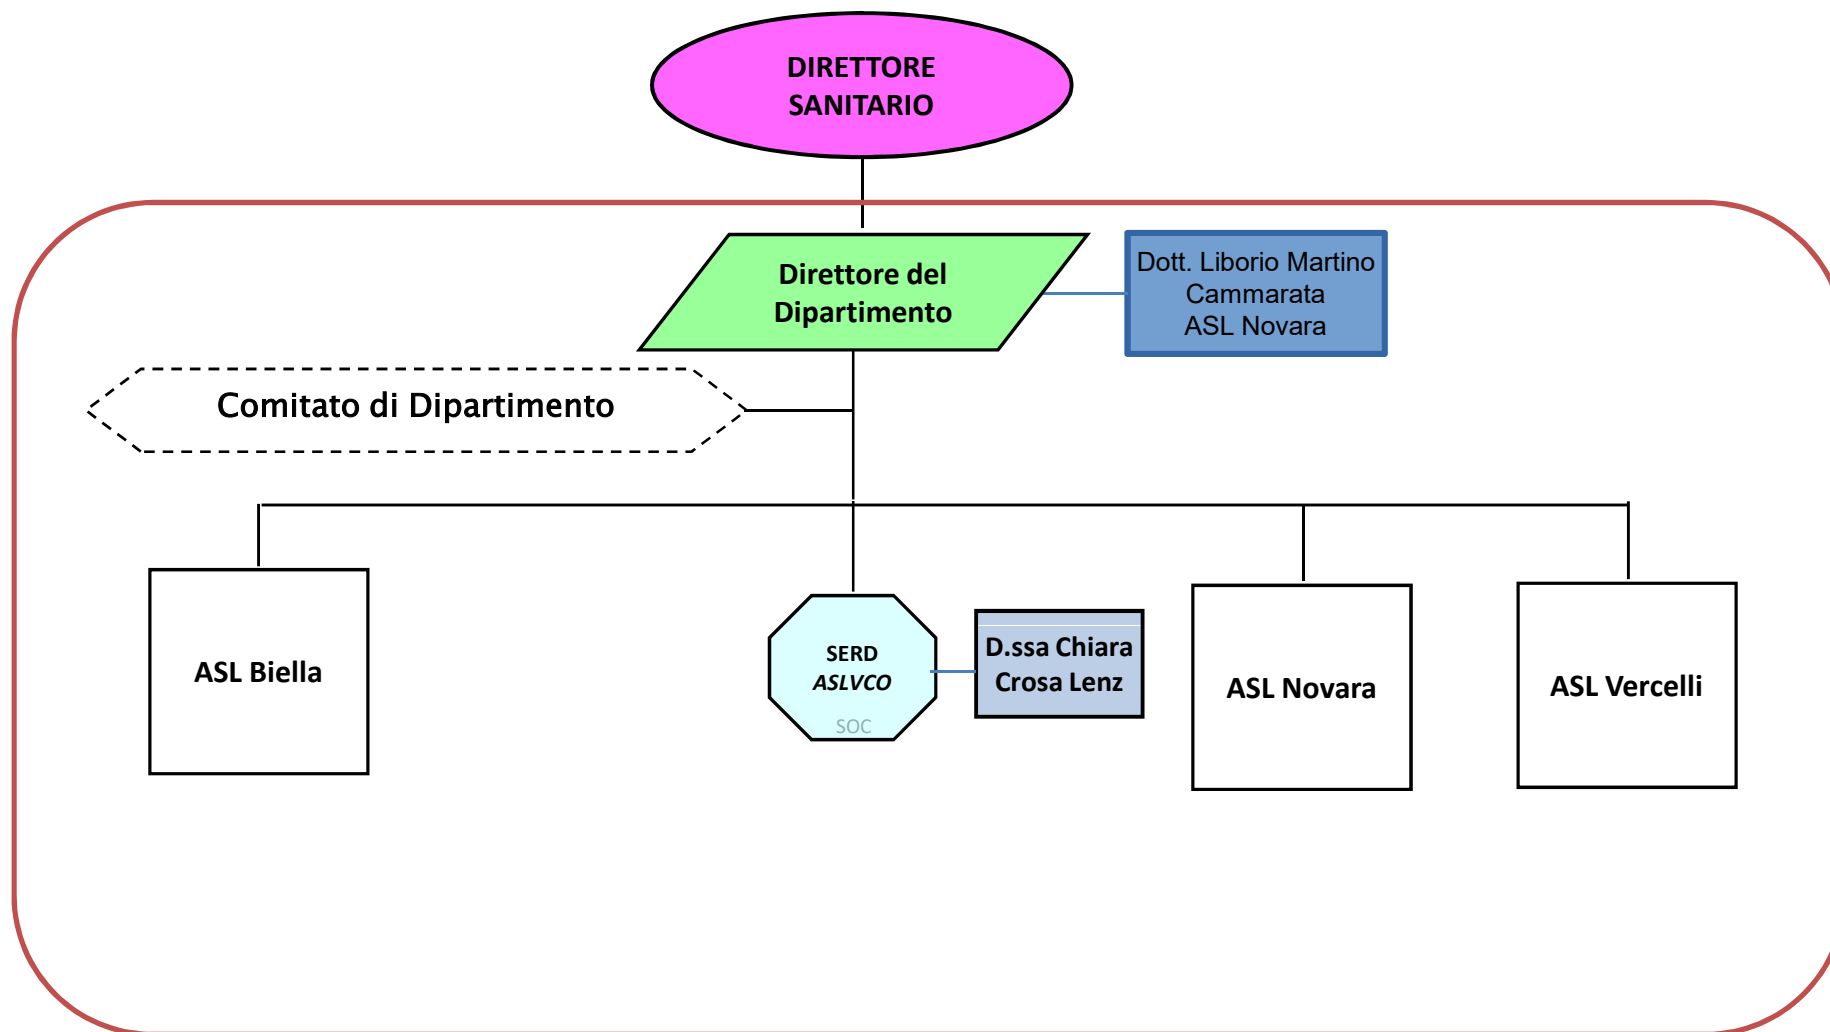 DIRETTORE
SANITARIO
Direttore del
Dipartimento
Dott. Liborio Martino
Cammarata
ASL Novara
Comitato di Dipartimento
ASL Biella
SERD
ASLVCO
SOC
D.ssa Chiara
Crosa Lenz
ASL Novara
ASL Vercelli